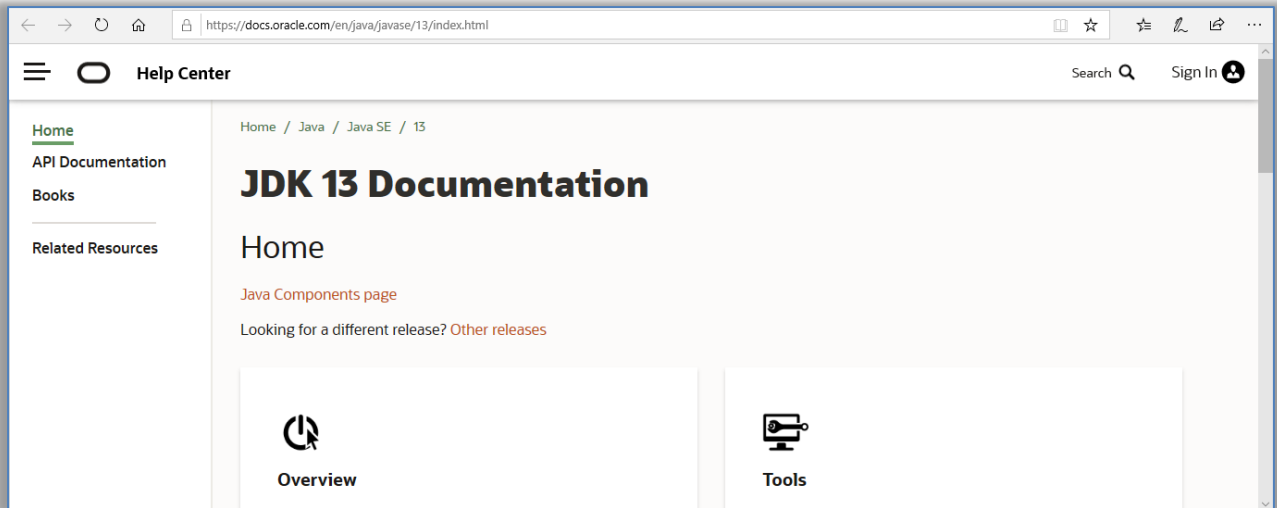 https://docs.oracle.com/en/java/javase/13/index.html
Help Center
Search
Sign In
Home
API Documentation
Books
Related Resources
Home / Java / Java SE / 13
JDK 13 Documentation
Home
Java Components page
Looking for a different release? Other releases
Overview
Tools